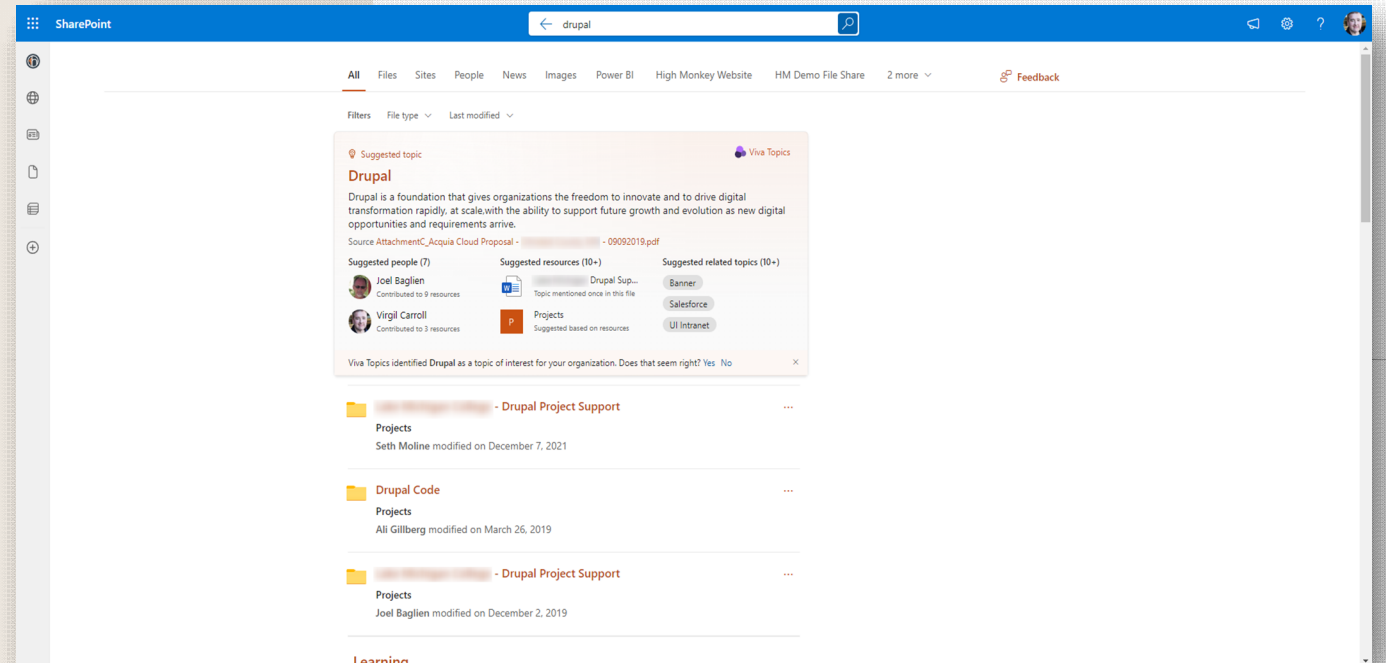 SharePoint
drupal
All Files Sites People News Images Power BI High Monkey Website HM Demo File Share 2 more
Feedback
Filters File type Last modified
Suggested topic
Viva Topics
Drupal
Drupal is a foundation that gives organizations the freedom to innovate and to drive digital
transformation rapidly, at scale,with the ability to support future growth and evolution as new digital
opportunities and requirements arrive.
Source AttachmentC_Acquia Cloud Proposal - - 09092019.pdf
Suggested people (7)
Joel Baglien
Contributed to 9 resources
Virgil Carroll
Contributed to 3 resources
Suggested resources (10+)
Drupal Sup...
Topic mentioned once in this file
P
Projects
Suggested based on resources
Suggested related topics (10+)
Banner
Salesforce
UI Intranet
Viva Topics identified Drupal as a topic of interest for your organization. Does that seem right? Yes No
- Drupal Project Support
Projects
Seth Moline modified on December 7, 2021
Drupal Code
Projects
Ali Gillberg modified on March 26, 2019
- Drupal Project Support
Projects
Joel Baglien modified on December 2, 2019
Learning